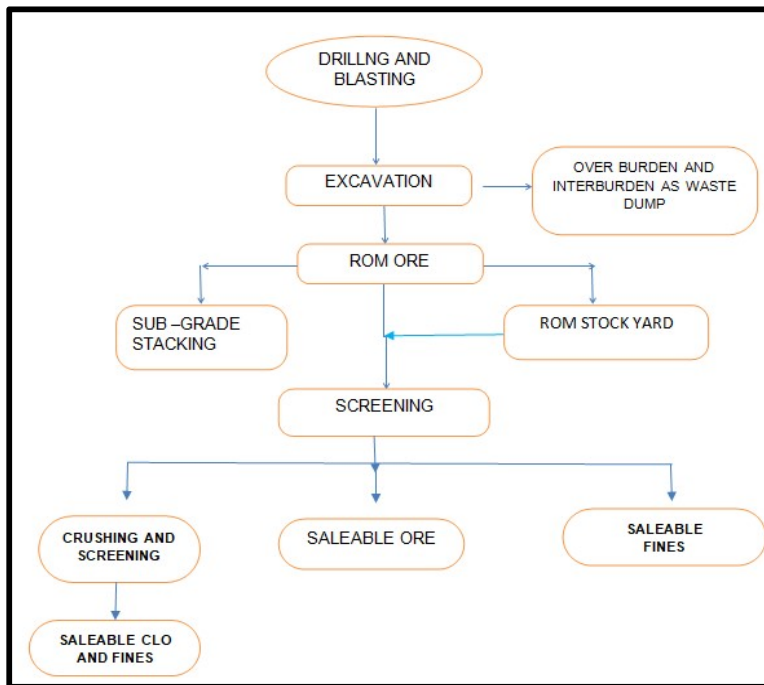 DRILLNG AND
BLASTING
EXCAVATION
OVER BURDEN AND
INTERBURDEN AS WASTE
DUMP
ROM ORE
SUB –GRADE
STACKING
ROM STOCK YARD
SCREENING
CRUSHING AND
SCREENING
SALEABLE ORE
SALEABLE
FINES
SALEABLE CLO
AND FINES